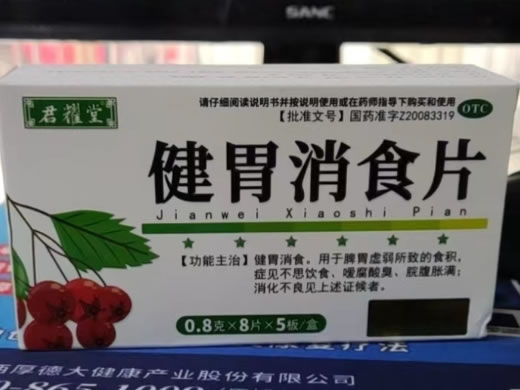 SANC
请仔细阅读说明书并按说明使用或在药师指导下购买和使用
君耀堂
【批准文号】国药准字Z20083319
OTC
健胃消食片
Jianwei Xiaoshi Pian
【功能主治】健胃消食。用于脾胃虚弱所致的食积,
症见不思饮食、嗳腐酸臭、脘腹胀满;
消化不良见上述证候者。
0.8克×8片×5板/盒
厚德大健康产业股份有限公司